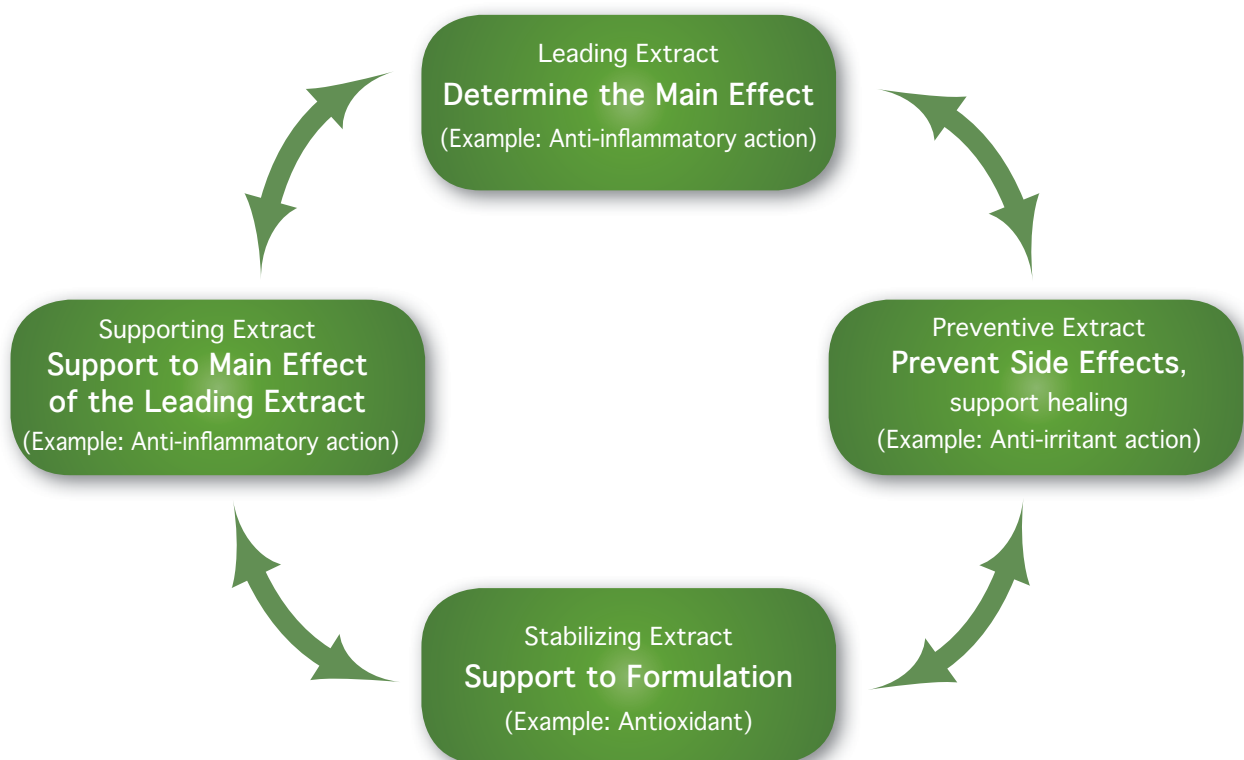 Leading Extract
Determine the Main Effect
(Example: Anti-inflammatory action)
Supporting Extract
Support to Main Effect
of the Leading Extract
(Example: Anti-inflammatory action)
Preventive Extract
Prevent Side Effects,
support healing
(Example: Anti-irritant action)
Stabilizing Extract
Support to Formulation
(Example: Antioxidant)